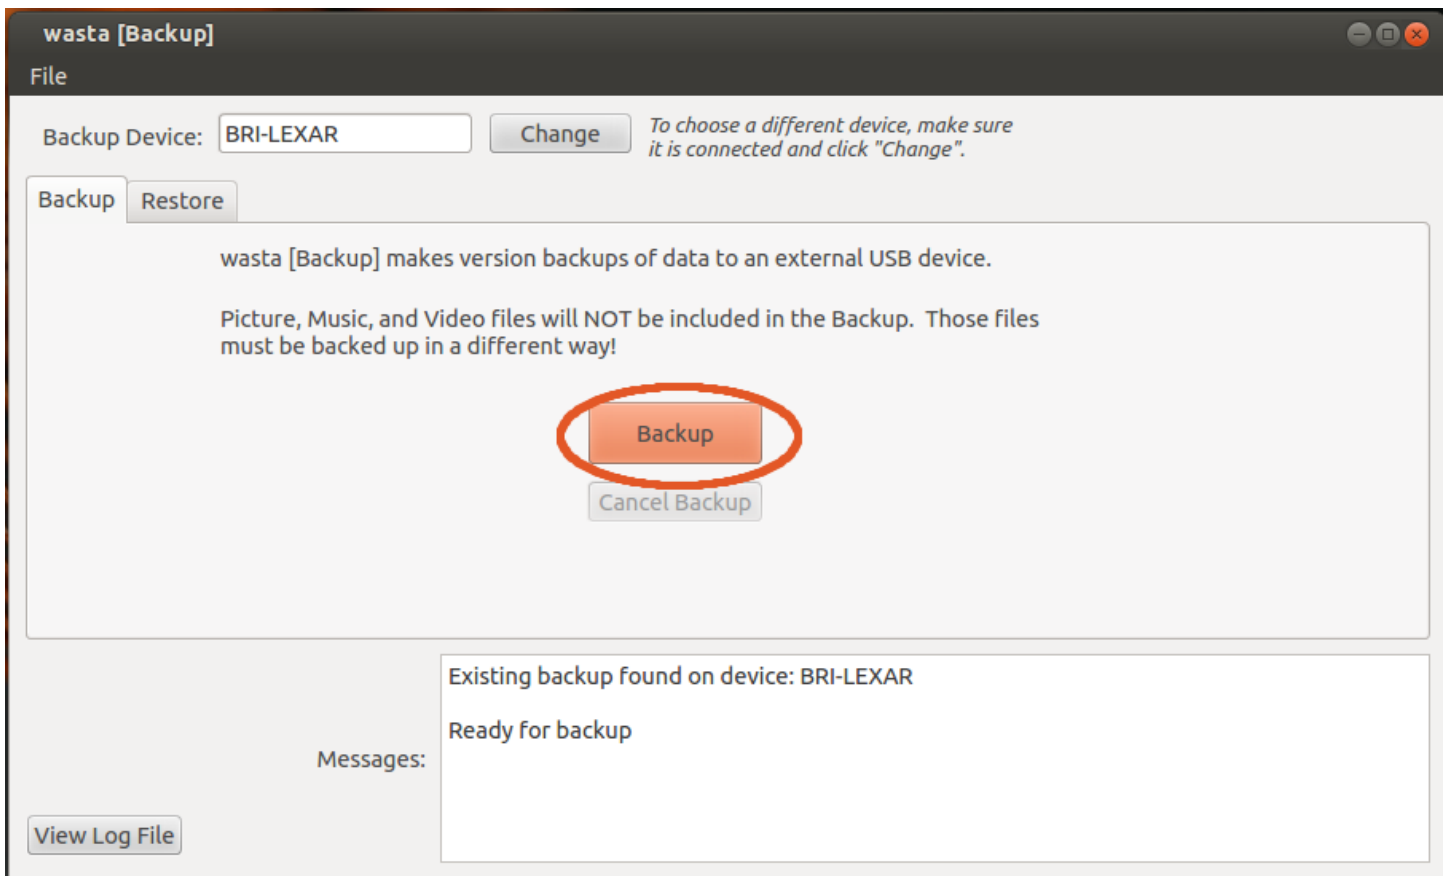 wasta [Backup]
File
Backup Device: BRI-LEXAR Change To choose a different device, make sure
it is connected and click "Change".
Backup Restore
wasta [Backup] makes version backups of data to an external USB device.
Picture, Music, and Video files will NOT be included in the Backup.  Those files
must be backed up in a different way!
Backup
Cancel Backup
Existing backup found on device: BRI-LEXAR
Ready for backup
Messages:
View Log File